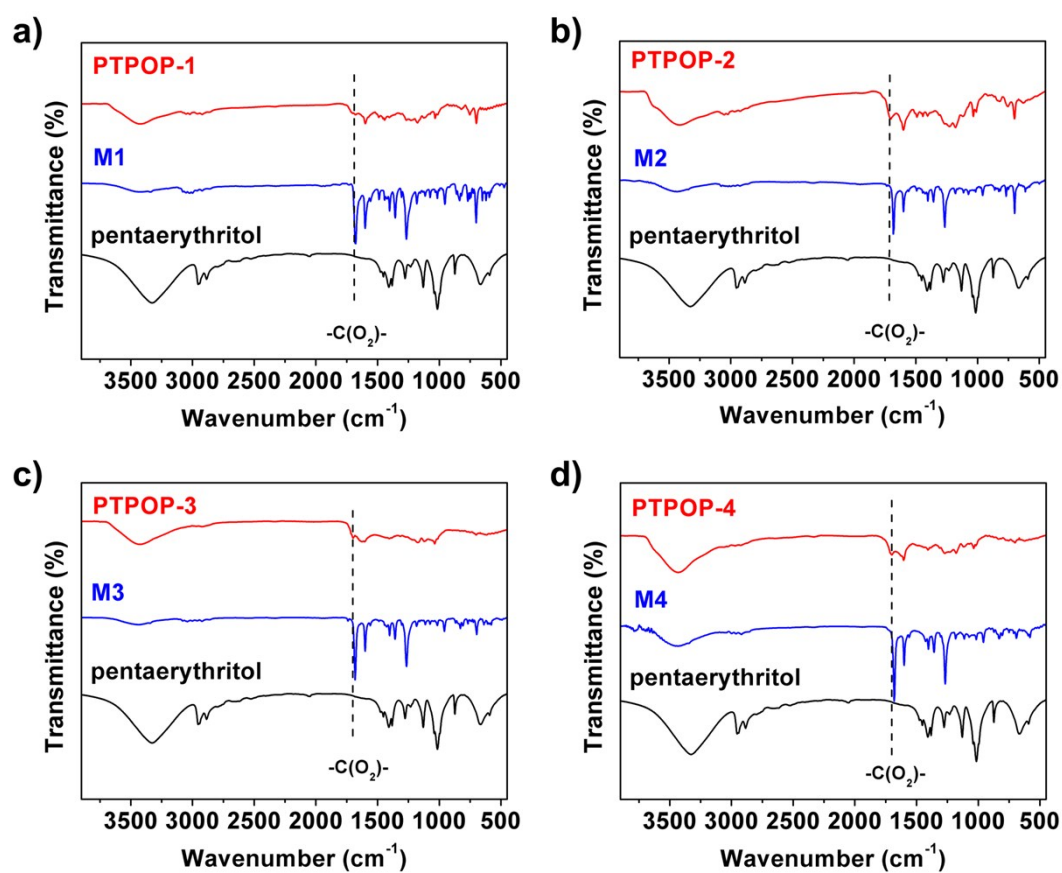 a)
PTPOP-1
M1
pentaerythritol
-C(O₂)-
Transmittance (%)
3500 3000 2500 2000 1500 1000 500
Wavenumber (cm⁻¹)
b)
PTPOP-2
M2
pentaerythritol
-C(O₂)-
Transmittance (%)
3500 3000 2500 2000 1500 1000 500
Wavenumber (cm⁻¹)
c)
PTPOP-3
M3
pentaerythritol
-C(O₂)-
Transmittance (%)
3500 3000 2500 2000 1500 1000 500
Wavenumber (cm⁻¹)
d)
PTPOP-4
M4
pentaerythritol
-C(O₂)-
Transmittance (%)
3500 3000 2500 2000 1500 1000 500
Wavenumber (cm⁻¹)